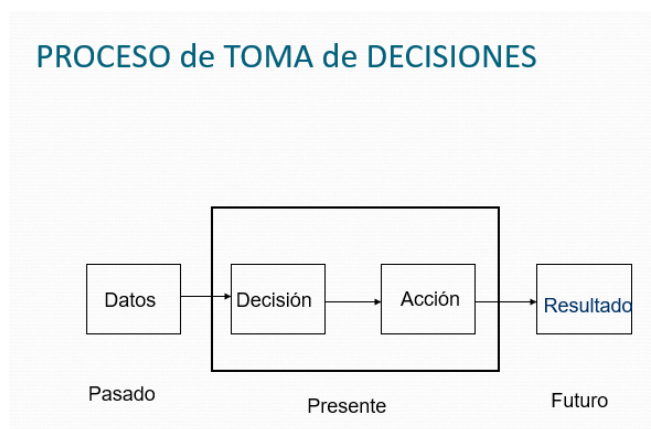 PROCESO de TOMA de DECISIONES
Datos
Decisión
Acción
Resultado
Pasado
Presente
Futuro